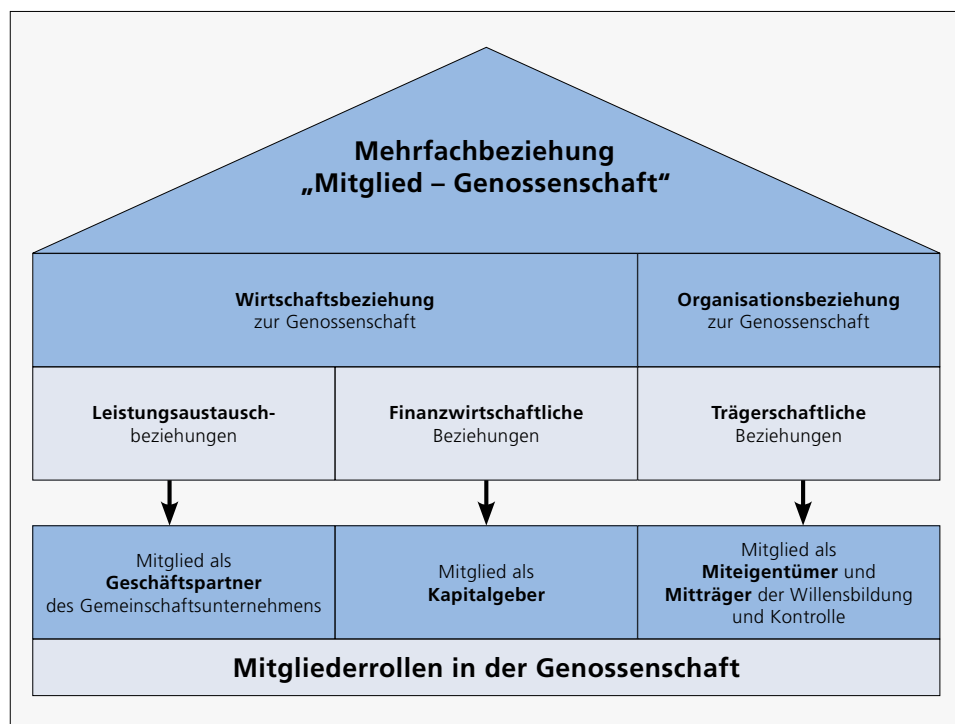 Mehrfachbeziehung
„Mitglied – Genossenschaft“
Wirtschaftsbeziehung
zur Genossenschaft
Organisationsbeziehung
zur Genossenschaft
Leistungsaustausch-
beziehungen
Finanzwirtschaftliche
Beziehungen
Trägerschaftliche
Beziehungen
Mitglied als
Geschäftspartner
des Gemeinschaftsunternehmens
Mitglied als
Kapitalgeber
Mitglied als
Miteigentümer und
Mitträger der Willensbildung
und Kontrolle
Mitgliederrollen in der Genossenschaft